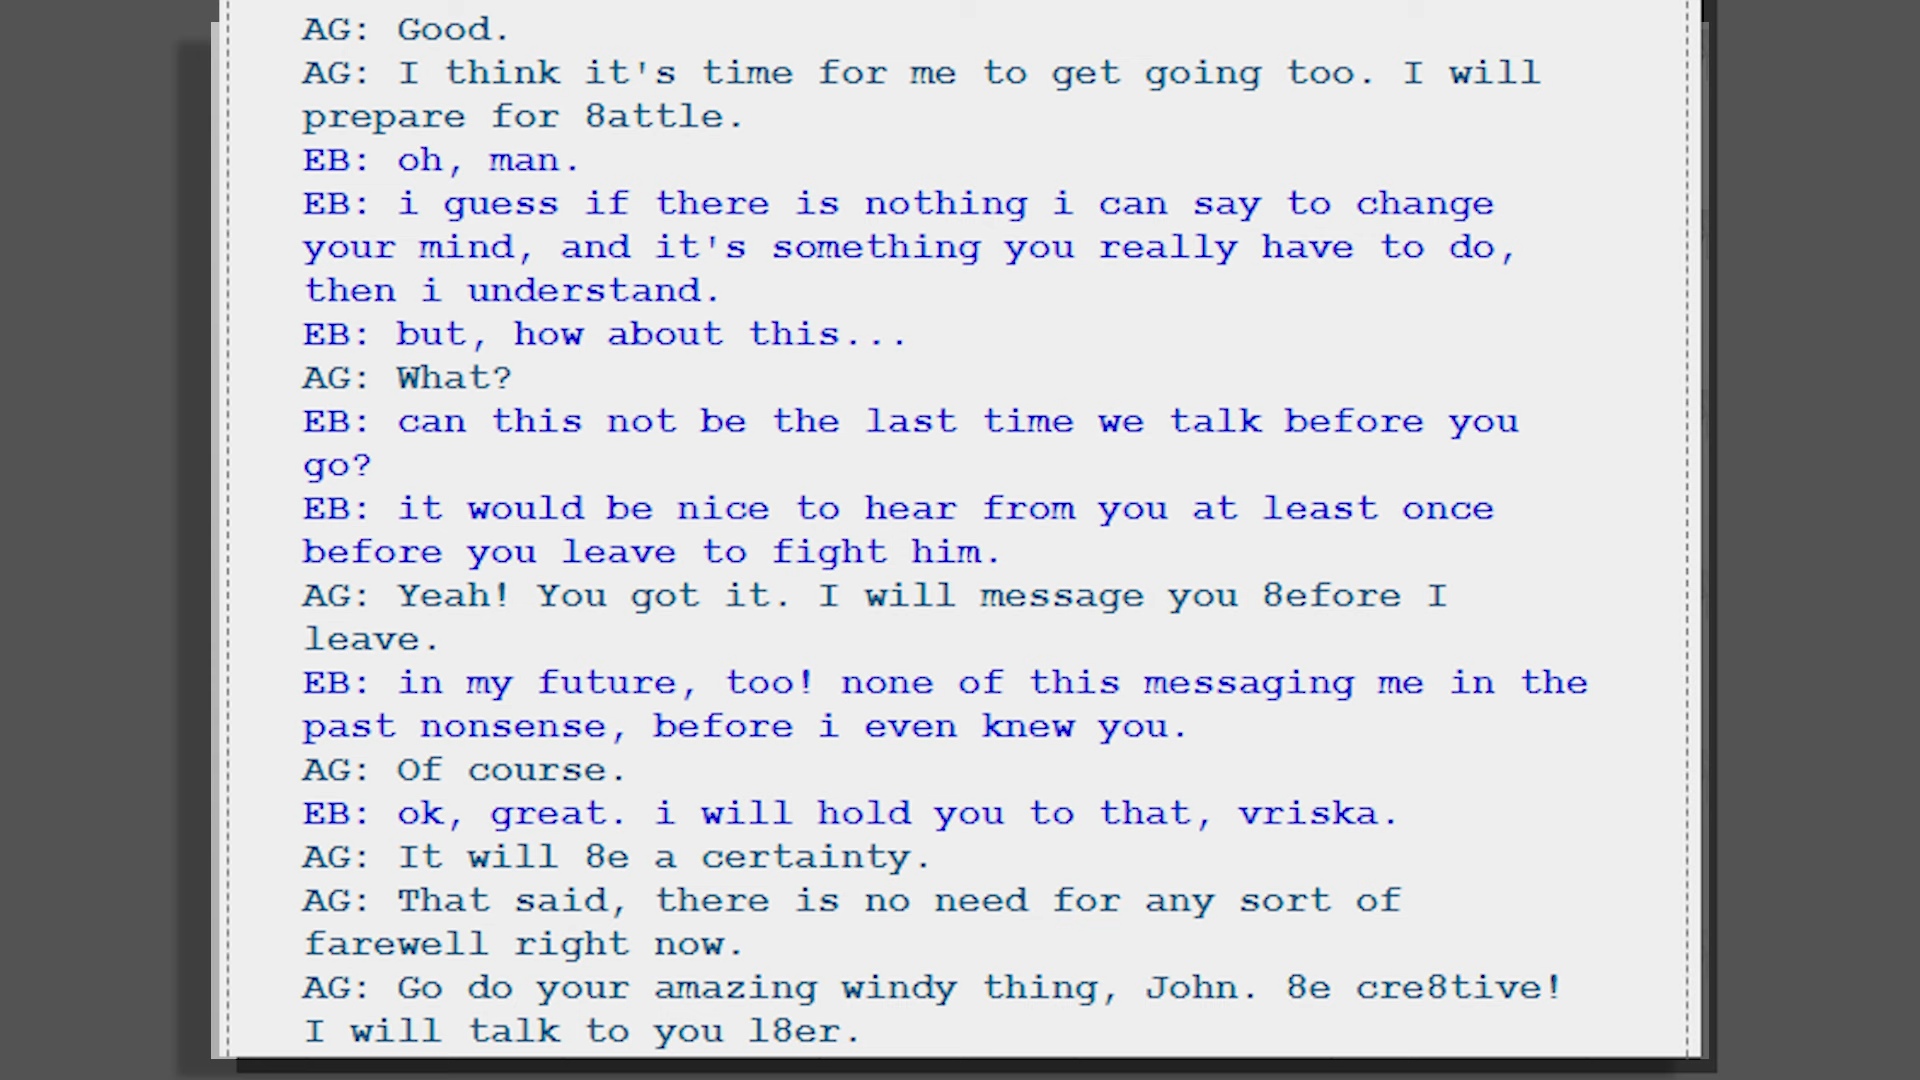 AG: Good.
AG: I think it's time for me to get going too. I will
prepare for 8attle.
EB: oh, man.
EB: i guess if there is nothing i can say to change
your mind, and it's something you really have to do,
then i understand.
EB: but, how about this...
AG: What?
EB: can this not be the last time we talk before you
go?
EB: it would be nice to hear from you at least once
before you leave to fight him.
AG: Yeah! You got it. I will message you 8efore I
leave.
EB: in my future, too! none of this messaging me in the
past nonsense, before i even knew you.
AG: Of course.
EB: ok, great. i will hold you to that, vriska.
AG: It will 8e a certainty.
AG: That said, there is no need for any sort of
farewell right now.
AG: Go do your amazing windy thing, John. 8e cre8tive!
I will talk to you l8er.